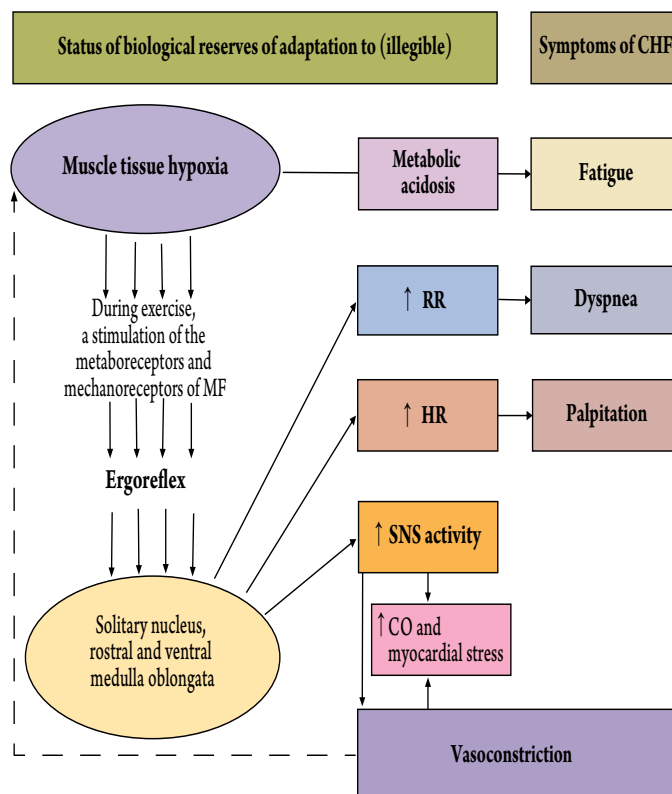 Status of biological reserves of adaptation to (illegible)
Symptoms of CHF
Muscle tissue hypoxia
Metabolic
acidosis
Fatigue
During exercise,
a stimulation of the
metaboreceptors and
mechanoreceptors of MF
↑ RR
Dyspnea
↑ HR
Palpitation
Ergoreflex
↑ SNS activity
Solitary nucleus,
rostral and ventral
medulla oblongata
↑ CO and
myocardial stress
Vasoconstriction